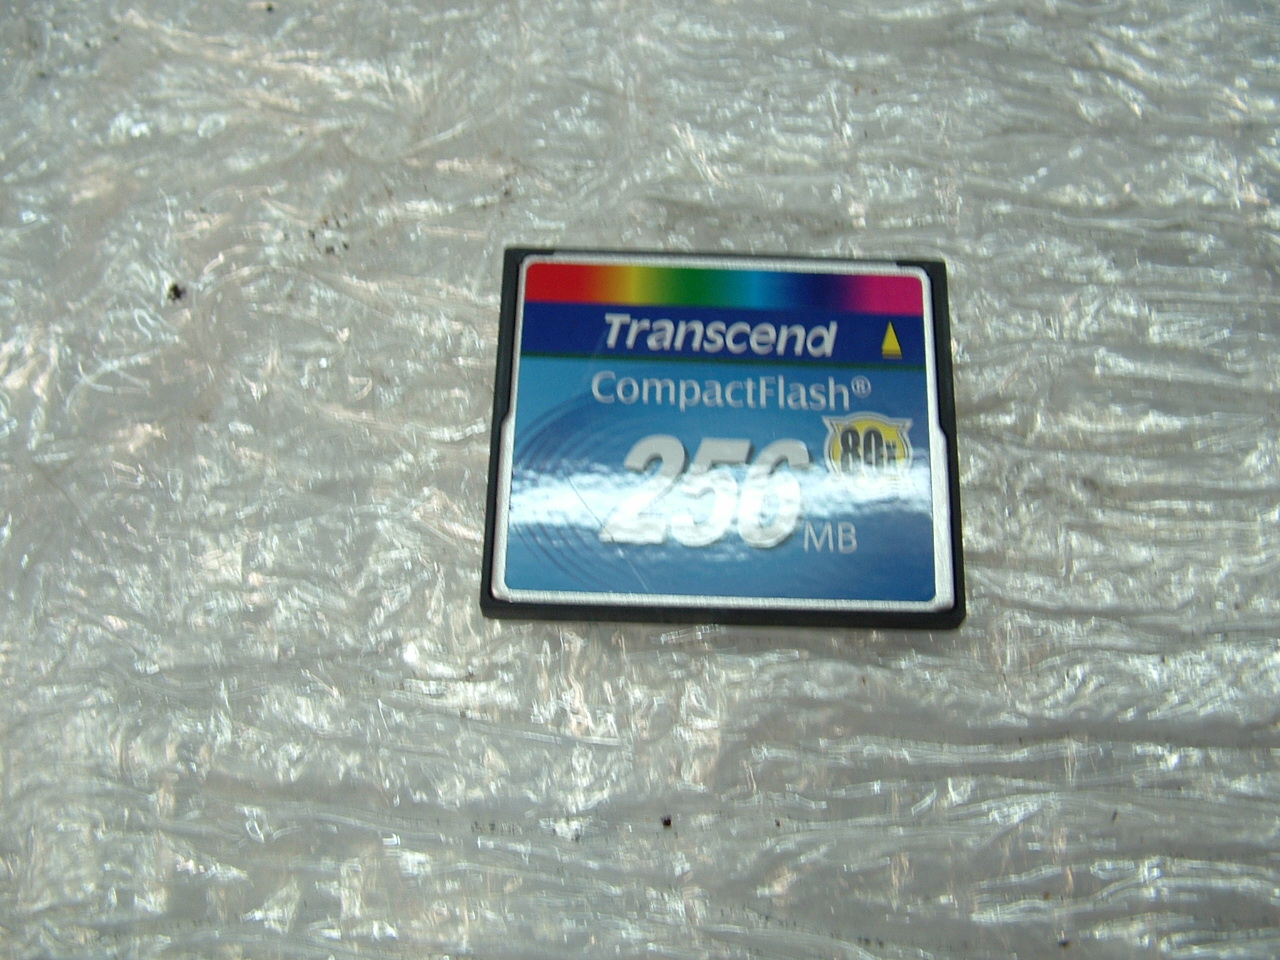 Transcend
CompactFlash®
80x
256 MB